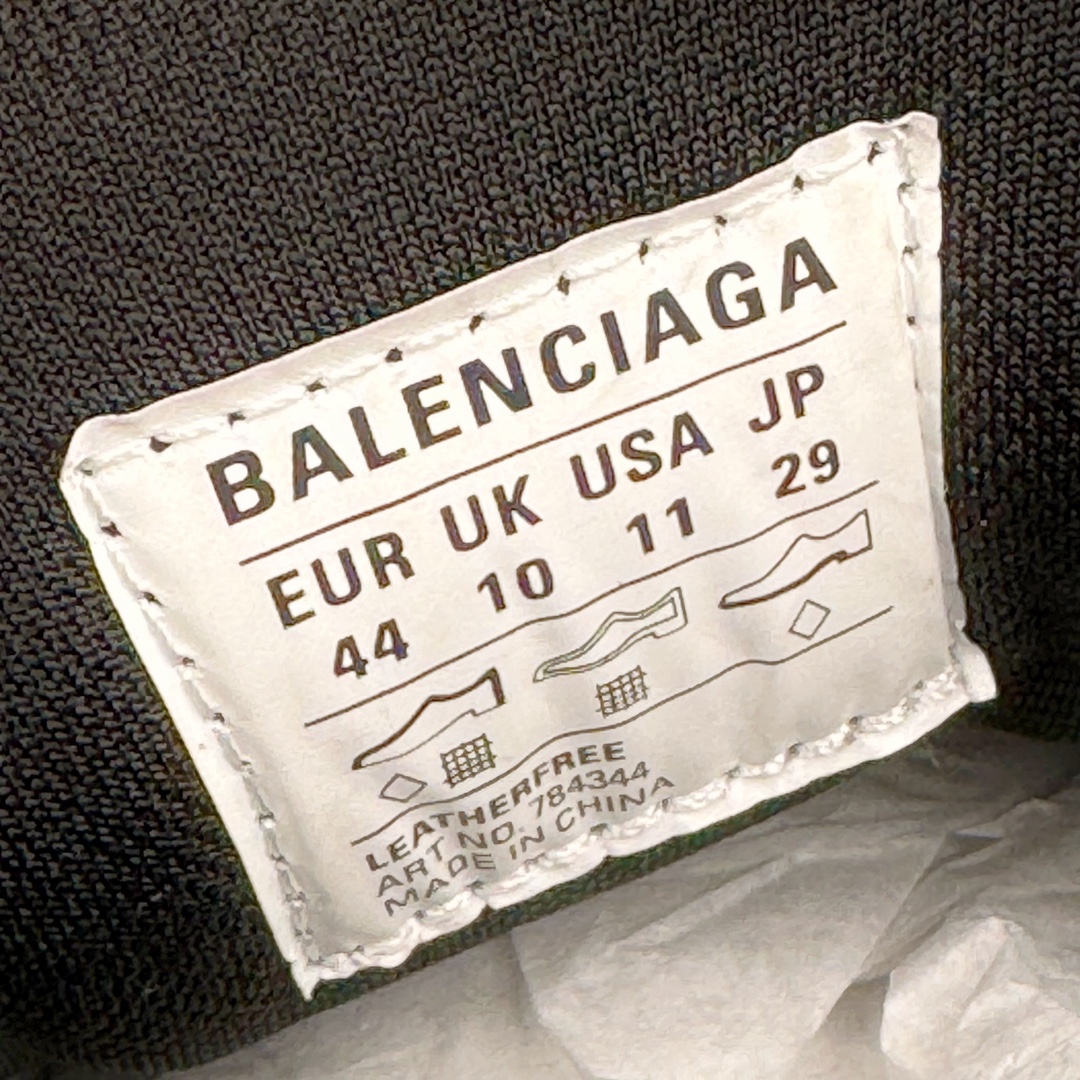 BALENCIAGA
EUR UK USA JP
44 10 11 29
LEATHERFREE
ART NO. 784344
MADE IN CHINA